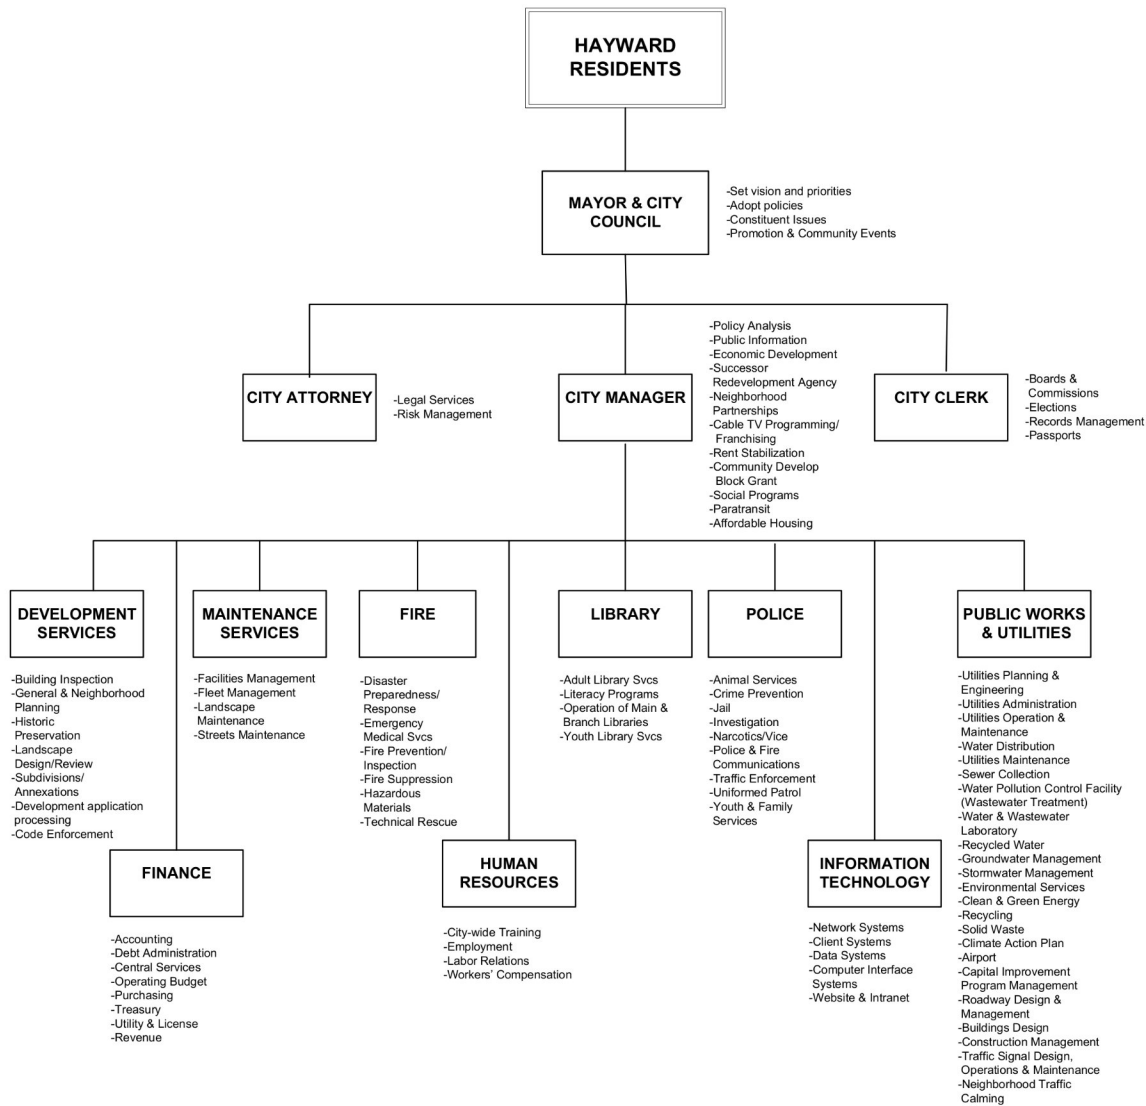 HAYWARD
RESIDENTS
MAYOR & CITY
COUNCIL
-Set vision and priorities
-Adopt policies
-Constituent Issues
-Promotion & Community Events
CITY ATTORNEY
-Legal Services
-Risk Management
CITY MANAGER
-Policy Analysis
-Public Information
-Economic Development
-Successor
Redevelopment Agency
-Neighborhood
Partnerships
-Cable TV Programming/
Franchising
-Rent Stabilization
-Community Develop
Block Grant
-Social Programs
-Paratransit
-Affordable Housing
CITY CLERK
-Boards &
Commissions
-Elections
-Records Management
-Passports
DEVELOPMENT
SERVICES
-Building Inspection
-General & Neighborhood
Planning
-Historic
Preservation
-Landscape
Design/Review
-Subdivisions/
Annexations
-Development application
processing
-Code Enforcement
MAINTENANCE
SERVICES
-Facilities Management
-Fleet Management
-Landscape
Maintenance
-Streets Maintenance
FIRE
-Disaster
Preparedness/
Response
-Emergency
Medical Svcs
-Fire Prevention/
Inspection
-Fire Suppression
-Hazardous
Materials
-Technical Rescue
LIBRARY
-Adult Library Svcs
-Literacy Programs
-Operation of Main &
Branch Libraries
-Youth Library Svcs
POLICE
-Animal Services
-Crime Prevention
-Jail
-Investigation
-Narcotics/Vice
-Police & Fire
Communications
-Traffic Enforcement
-Uniformed Patrol
-Youth & Family
Services
PUBLIC WORKS
& UTILITIES
-Utilities Planning &
Engineering
-Utilities Administration
-Utilities Operation &
Maintenance
-Water Distribution
-Utilities Maintenance
-Sewer Collection
-Water Pollution Control Facility
(Wastewater Treatment)
-Water & Wastewater
Laboratory
-Recycled Water
-Groundwater Management
-Stormwater Management
-Environmental Services
-Clean & Green Energy
-Recycling
-Solid Waste
-Climate Action Plan
-Airport
-Capital Improvement
Program Management
-Roadway Design &
Management
-Buildings Design
-Construction Management
-Traffic Signal Design,
Operations & Maintenance
-Neighborhood Traffic
Calming
FINANCE
-Accounting
-Debt Administration
-Central Services
-Operating Budget
-Purchasing
-Treasury
-Utility & License
-Revenue
HUMAN
RESOURCES
-City-wide Training
-Employment
-Labor Relations
-Workers' Compensation
INFORMATION
TECHNOLOGY
-Network Systems
-Client Systems
-Data Systems
-Computer Interface
Systems
-Website & Intranet